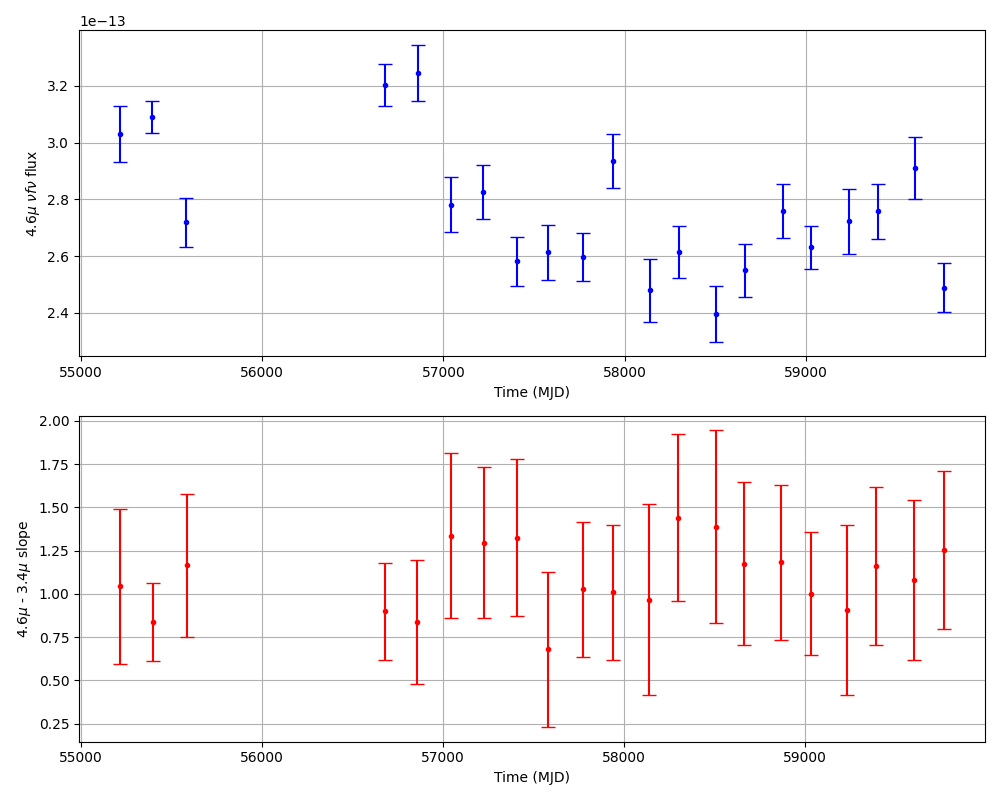 1e−13
3.2
3.0
2.8
2.6
2.4
4.6μ νfν flux
55000 56000 57000 58000 59000
Time (MJD)
2.00
1.75
1.50
1.25
1.00
0.75
0.50
0.25
4.6μ - 3.4μ slope
55000 56000 57000 58000 59000
Time (MJD)